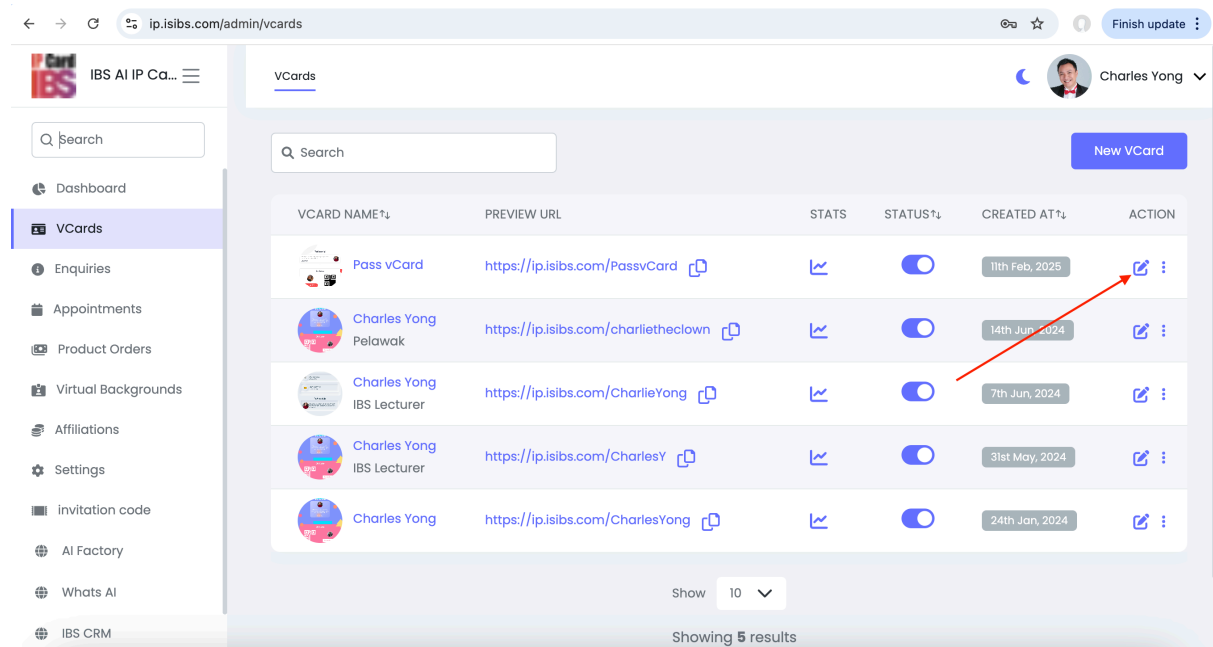 ip.isibs.com/admin/vcards
Finish update
IP Card
IBS
IBS AI IP Ca...
VCards
Charles Yong
Search
Search
New VCard
Dashboard
VCards
Enquiries
Appointments
Product Orders
Virtual Backgrounds
Affiliations
Settings
invitation code
AI Factory
Whats AI
IBS CRM
VCARD NAME↑↓ PREVIEW URL STATS STATUS↑↓ CREATED AT↑↓ ACTION
Pass vCard https://ip.isibs.com/PassvCard 11th Feb, 2025
Charles Yong
Pelawak https://ip.isibs.com/charlietheclown 14th Jun, 2024
Charles Yong
IBS Lecturer https://ip.isibs.com/CharlieYong 7th Jun, 2024
Charles Yong
IBS Lecturer https://ip.isibs.com/CharlesY 31st May, 2024
Charles Yong https://ip.isibs.com/CharlesYong 24th Jan, 2024
Show 10
Showing 5 results